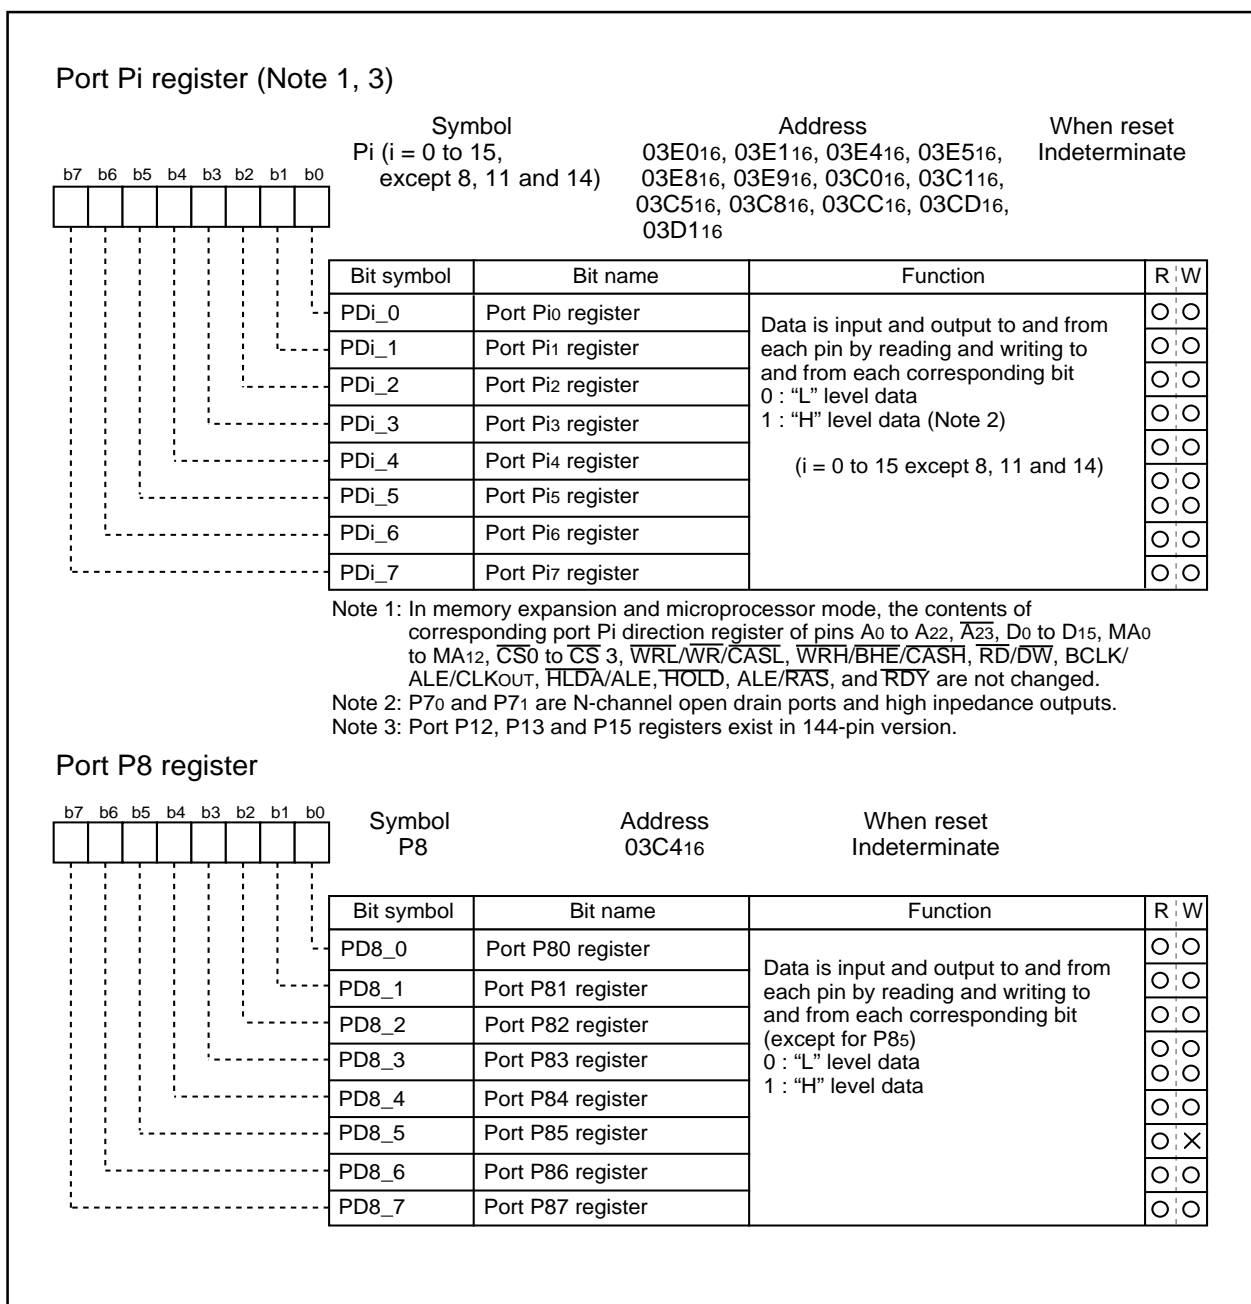 Port Pi register (Note 1, 3)
Symbol Address When reset
Pi (i = 0 to 15, 03E016, 03E116, 03E416, 03E516, Indeterminate
except 8, 11 and 14) 03E816, 03E916, 03C016, 03C116,
03C516, 03C816, 03CC16, 03CD16,
03D116
b7 b6 b5 b4 b3 b2 b1 b0
Bit symbol Bit name Function R W
PDi_0 Port Pi0 register
PDi_1 Port Pi1 register
PDi_2 Port Pi2 register
PDi_3 Port Pi3 register
PDi_4 Port Pi4 register
PDi_5 Port Pi5 register
PDi_6 Port Pi6 register
PDi_7 Port Pi7 register
Data is input and output to and from
each pin by reading and writing to
and from each corresponding bit
0 : “L” level data
1 : “H” level data (Note 2)
(i = 0 to 15 except 8, 11 and 14)
Note 1: In memory expansion and microprocessor mode, the contents of
corresponding port Pi direction register of pins A0 to A22, A23, D0 to D15, MA0
to MA12, CS0 to CS 3, WRL/WR/CASL, WRH/BHE/CASH, RD/DW, BCLK/
ALE/CLKOUT, HLDA/ALE, HOLD, ALE/RAS, and RDY are not changed.
Note 2: P70 and P71 are N-channel open drain ports and high inpedance outputs.
Note 3: Port P12, P13 and P15 registers exist in 144-pin version.
Port P8 register
b7 b6 b5 b4 b3 b2 b1 b0
Symbol Address When reset
P8 03C416 Indeterminate
Bit symbol Bit name Function R W
PD8_0 Port P80 register
PD8_1 Port P81 register
PD8_2 Port P82 register
PD8_3 Port P83 register
PD8_4 Port P84 register
PD8_5 Port P85 register
PD8_6 Port P86 register
PD8_7 Port P87 register
Data is input and output to and from
each pin by reading and writing to
and from each corresponding bit
(except for P85)
0 : “L” level data
1 : “H” level data